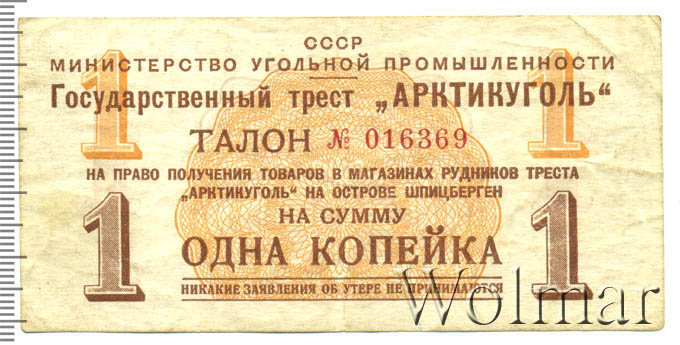 СССР
МИНИСТЕРСТВО УГОЛЬНОЙ ПРОМЫШЛЕННОСТИ
Государственный трест „АРКТИКУГОЛЬ“
1 ТАЛОН № 016369 1
НА ПРАВО ПОЛУЧЕНИЯ ТОВАРОВ В МАГАЗИНАХ РУДНИКОВ ТРЕСТА
„АРКТИКУГОЛЬ“ НА ОСТРОВЕ ШПИЦБЕРГЕН
НА СУММУ
1 ОДНА КОПЕЙКА 1
НИКАКИЕ ЗАЯВЛЕНИЯ ОБ УТЕРЕ НЕ ПРИНИМАЮТСЯ
Wolmar